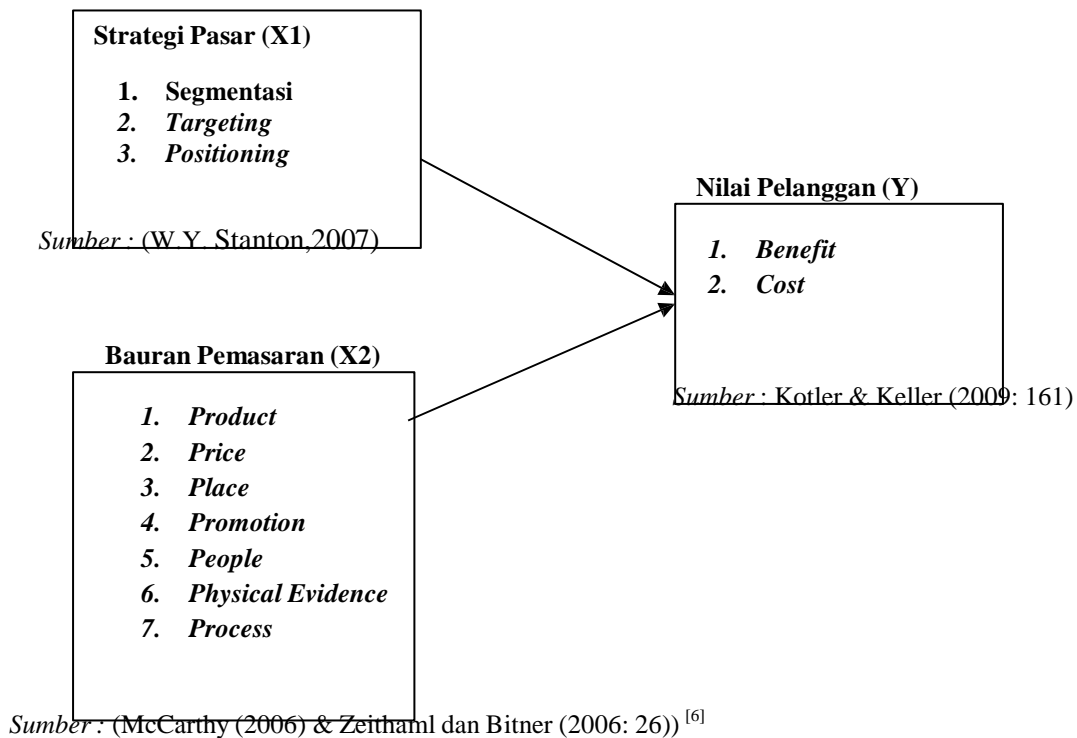 Strategi Pasar (X1)
1. Segmentasi
2. Targeting
3. Positioning
Sumber : (W.Y. Stanton,2007)
Nilai Pelanggan (Y)
1. Benefit
2. Cost
Sumber : Kotler & Keller (2009: 161)
Bauran Pemasaran (X2)
1. Product
2. Price
3. Place
4. Promotion
5. People
6. Physical Evidence
7. Process
Sumber : (McCarthy (2006) & Zeithaml dan Bitner (2006: 26)) [6]